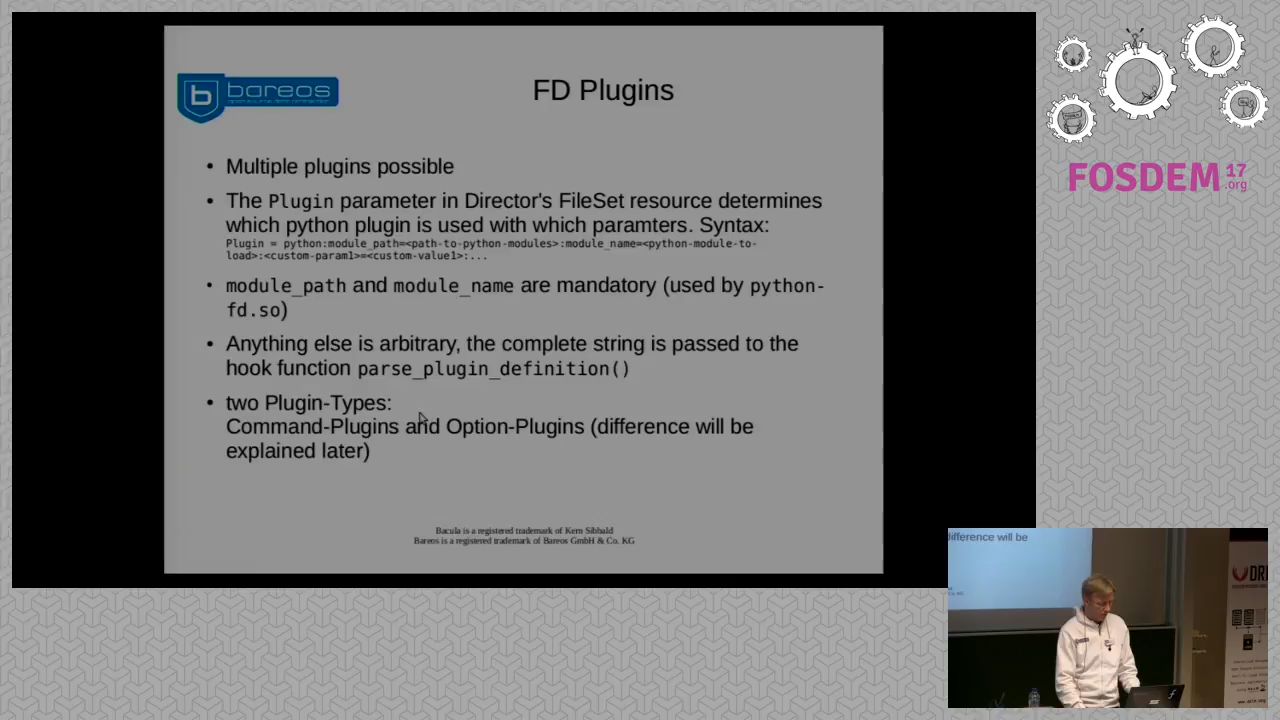 bareos
FD Plugins
• Multiple plugins possible
• The Plugin parameter in Director's FileSet resource determines
which python plugin is used with which paramters. Syntax:
Plugin = python:module_path=<path-to-python-modules>:module_name=<python-module-to-
load>:<custom-param1>=<custom-value1>:...
• module_path and module_name are mandatory (used by python-
fd.so)
• Anything else is arbitrary, the complete string is passed to the
hook function parse_plugin_definition()
• two Plugin-Types:
Command-Plugins and Option-Plugins (difference will be
explained later)
Bacula is a registered trademark of Kern Sibbald
Bareos is a registered trademark of Bareos GmbH & Co. KG
FOSDEM 17
.org
difference will be
DRB